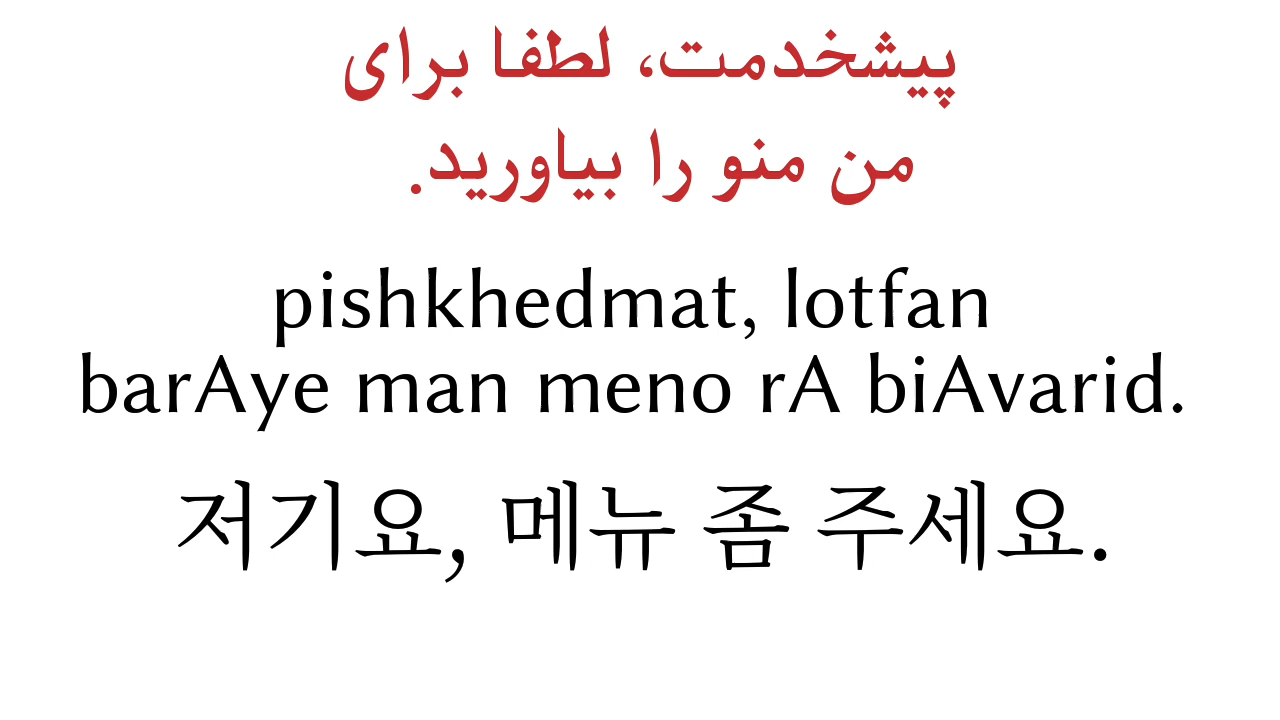 پیشخدمت، لطفا برای
من منو را بیاورید.
pishkhedmat, lotfan
barAye man meno rA biAvarid.
저기요, 메뉴 좀 주세요.